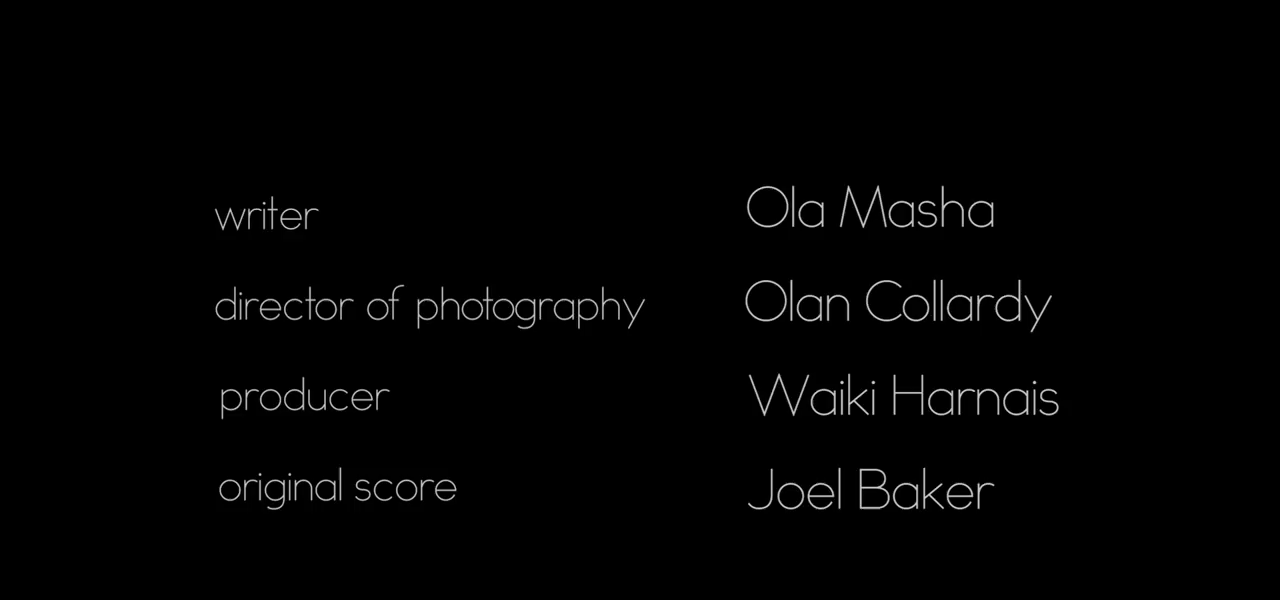 writer Ola Masha
director of photography Olan Collardy
producer Waiki Harnais
original score Joel Baker